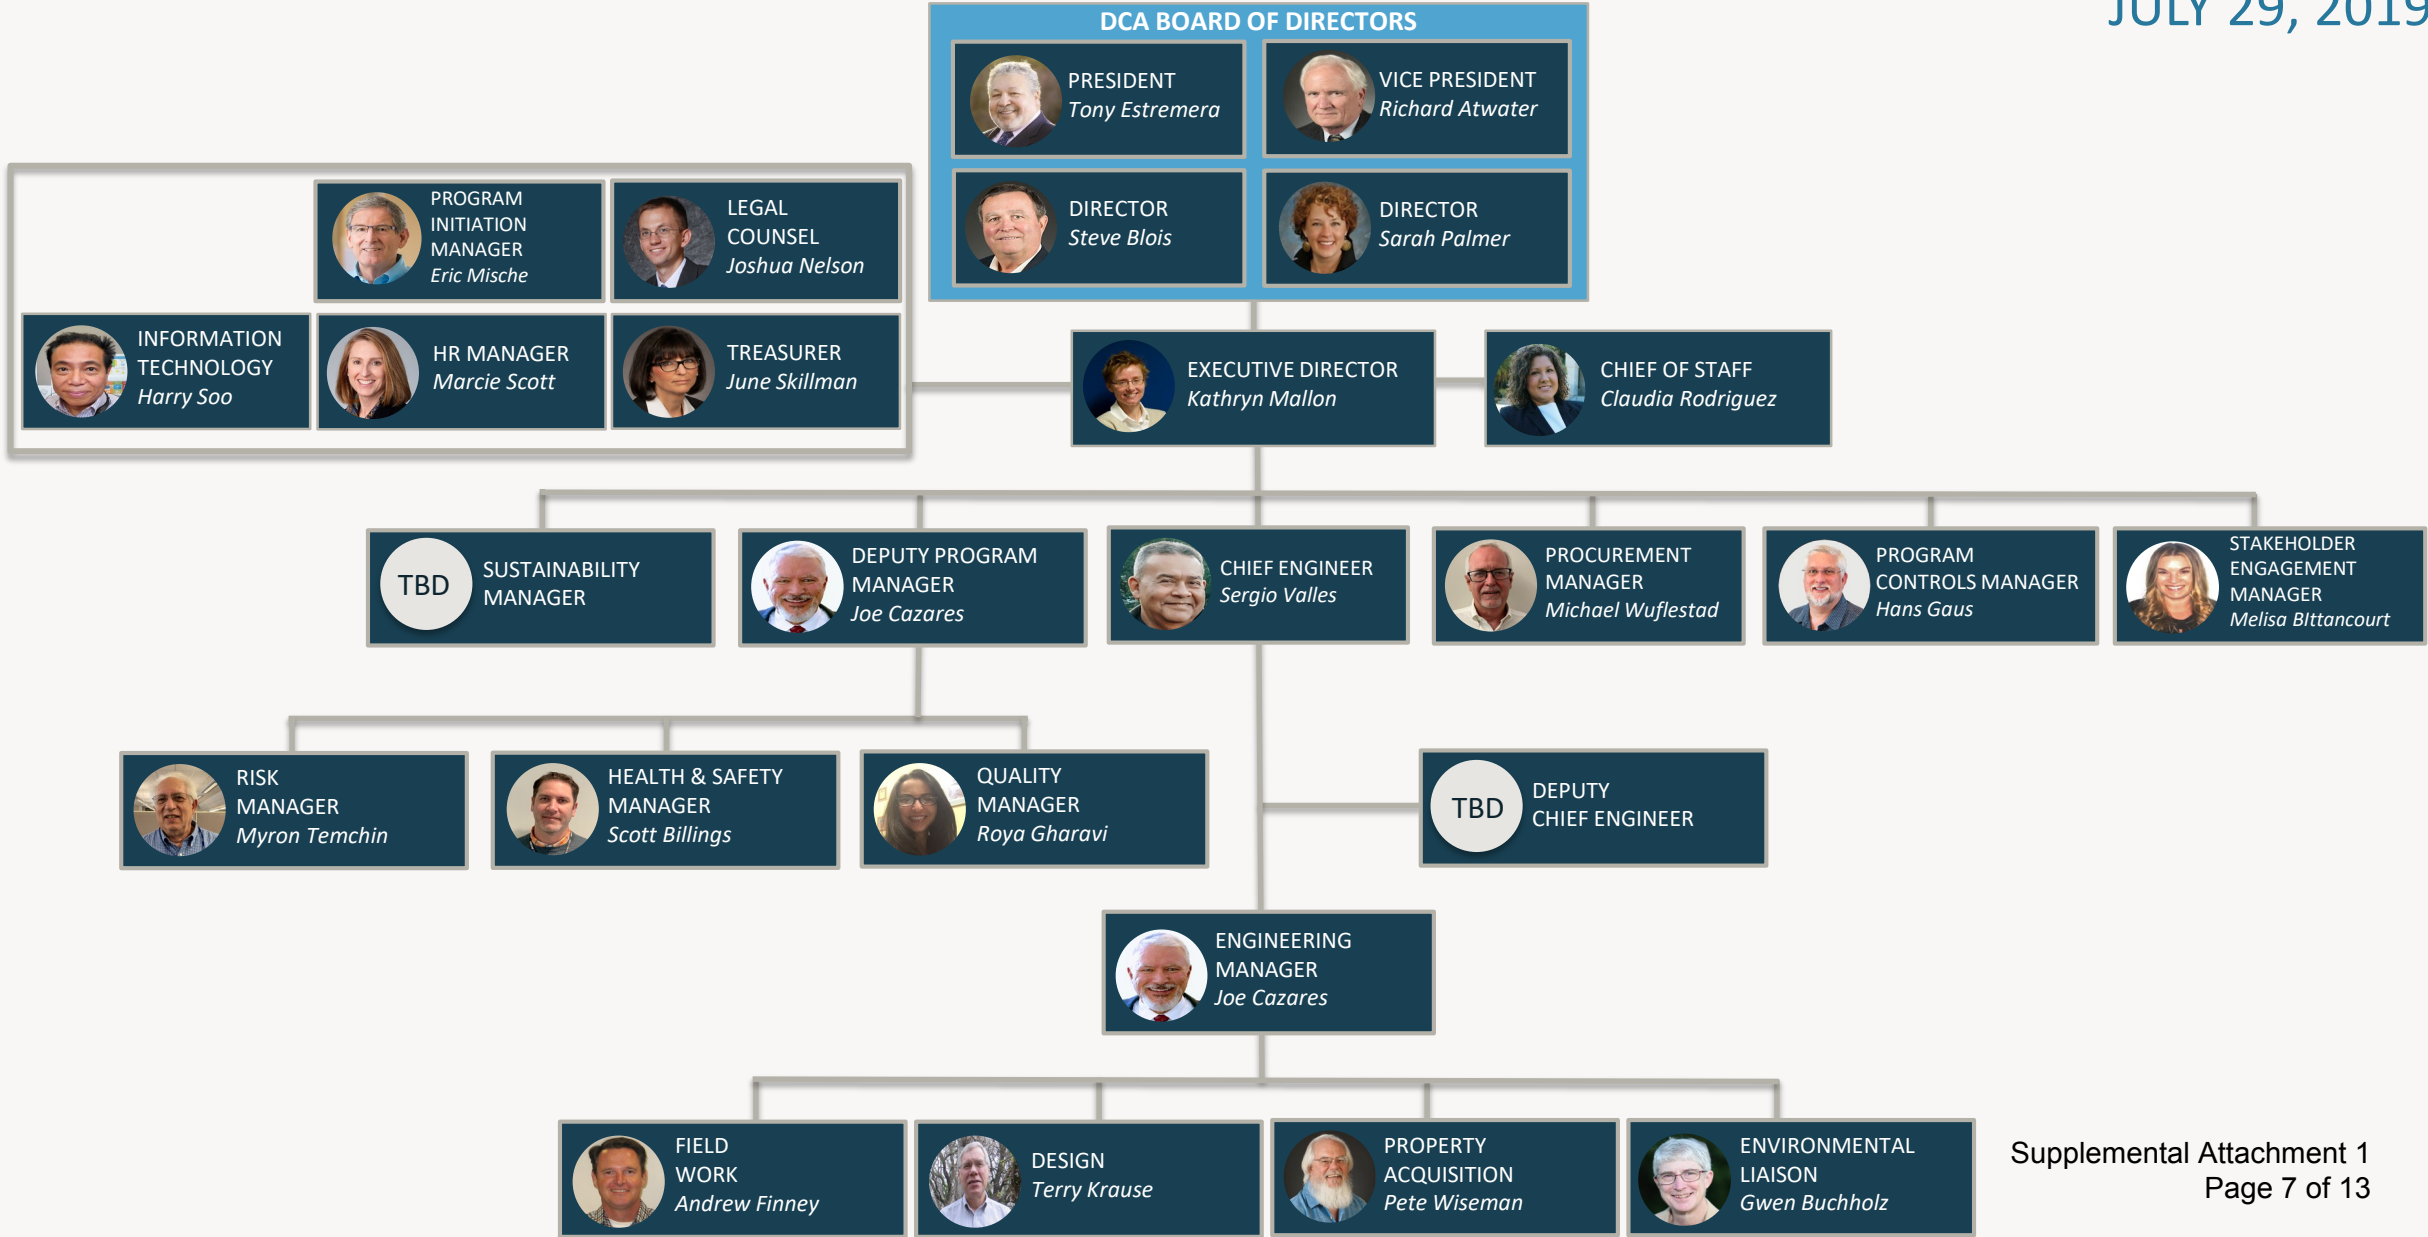 JULY 29, 2019
DCA BOARD OF DIRECTORS
PRESIDENT
Tony Estremera
VICE PRESIDENT
Richard Atwater
DIRECTOR
Steve Blois
DIRECTOR
Sarah Palmer
PROGRAM
INITIATION
MANAGER
Eric Mische
LEGAL
COUNSEL
Joshua Nelson
INFORMATION
TECHNOLOGY
Harry Soo
HR MANAGER
Marcie Scott
TREASURER
June Skillman
EXECUTIVE DIRECTOR
Kathryn Mallon
CHIEF OF STAFF
Claudia Rodriguez
TBD
SUSTAINABILITY
MANAGER
DEPUTY PROGRAM
MANAGER
Joe Cazares
CHIEF ENGINEER
Sergio Valles
PROCUREMENT
MANAGER
Michael Wuflestad
PROGRAM
CONTROLS MANAGER
Hans Gaus
STAKEHOLDER
ENGAGEMENT
MANAGER
Melisa BIttancourt
RISK
MANAGER
Myron Temchin
HEALTH & SAFETY
MANAGER
Scott Billings
QUALITY
MANAGER
Roya Gharavi
TBD
DEPUTY
CHIEF ENGINEER
ENGINEERING
MANAGER
Joe Cazares
FIELD
WORK
Andrew Finney
DESIGN
Terry Krause
PROPERTY
ACQUISITION
Pete Wiseman
ENVIRONMENTAL
LIAISON
Gwen Buchholz
Supplemental Attachment 1
Page 7 of 13